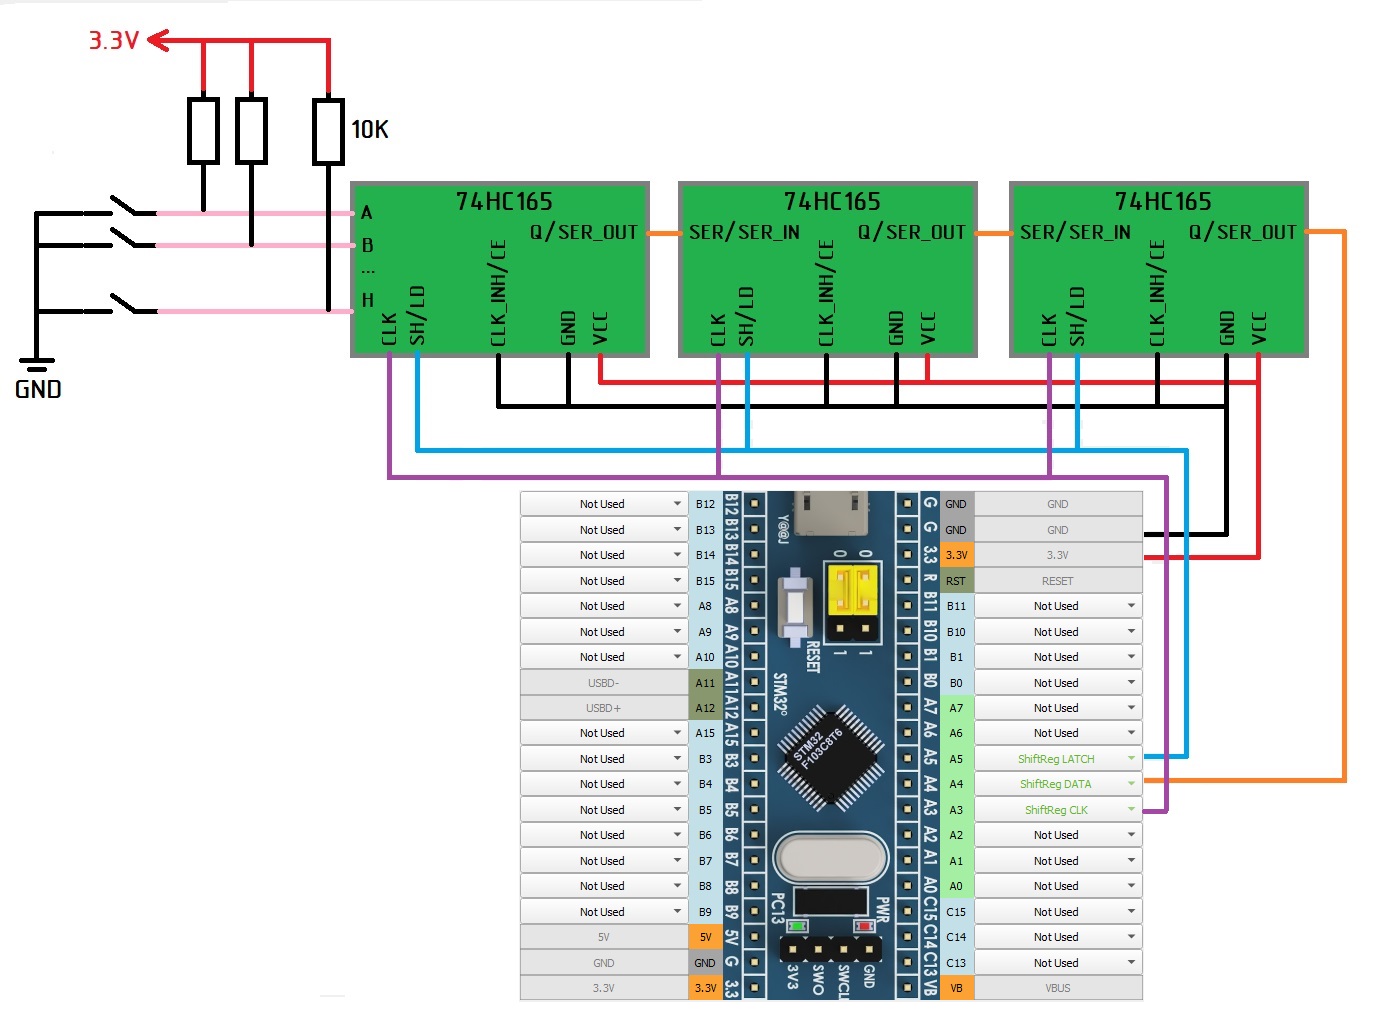 3.3V
10K
GND
74HC165
A
B
...
H
Q/SER_OUT
CLK
SH/LD
CLK_INH/CE
GND
VCC
74HC165
SER/SER_IN
Q/SER_OUT
CLK
SH/LD
CLK_INH/CE
GND
VCC
74HC165
SER/SER_IN
Q/SER_OUT
CLK
SH/LD
CLK_INH/CE
GND
VCC
Not Used B12 B12
Not Used B13 B13
Not Used B14 B14
Not Used B15 B15
Not Used A8 A8
Not Used A9 A9
Not Used A10 A10
USBD- A11 A11
USBD+ A12 A12
Not Used A15 A15
Not Used B3 B3
Not Used B4 B4
Not Used B5 B5
Not Used B6 B6
Not Used B7 B7
Not Used B8 B8
Not Used B9 B9
5V 5V 5V
GND GND G
3.3V 3.3V 3.3
Y@@J
0 0
1 1
RESET
STM32
STM32
F103C8T6
PC13
PWR
3V3
SWO
SWCL
GND
G GND GND
G GND GND
3.3 3.3V 3.3V
R RST RESET
B11 B11 Not Used
B10 B10 Not Used
B1 B1 Not Used
B0 B0 Not Used
A7 A7 Not Used
A6 A6 Not Used
A5 A5 ShiftReg LATCH
A4 A4 ShiftReg DATA
A3 A3 ShiftReg CLK
A2 A2 Not Used
A1 A1 Not Used
A0 A0 Not Used
C15 C15 Not Used
C14 C14 Not Used
C13 C13 Not Used
VB VB VBUS